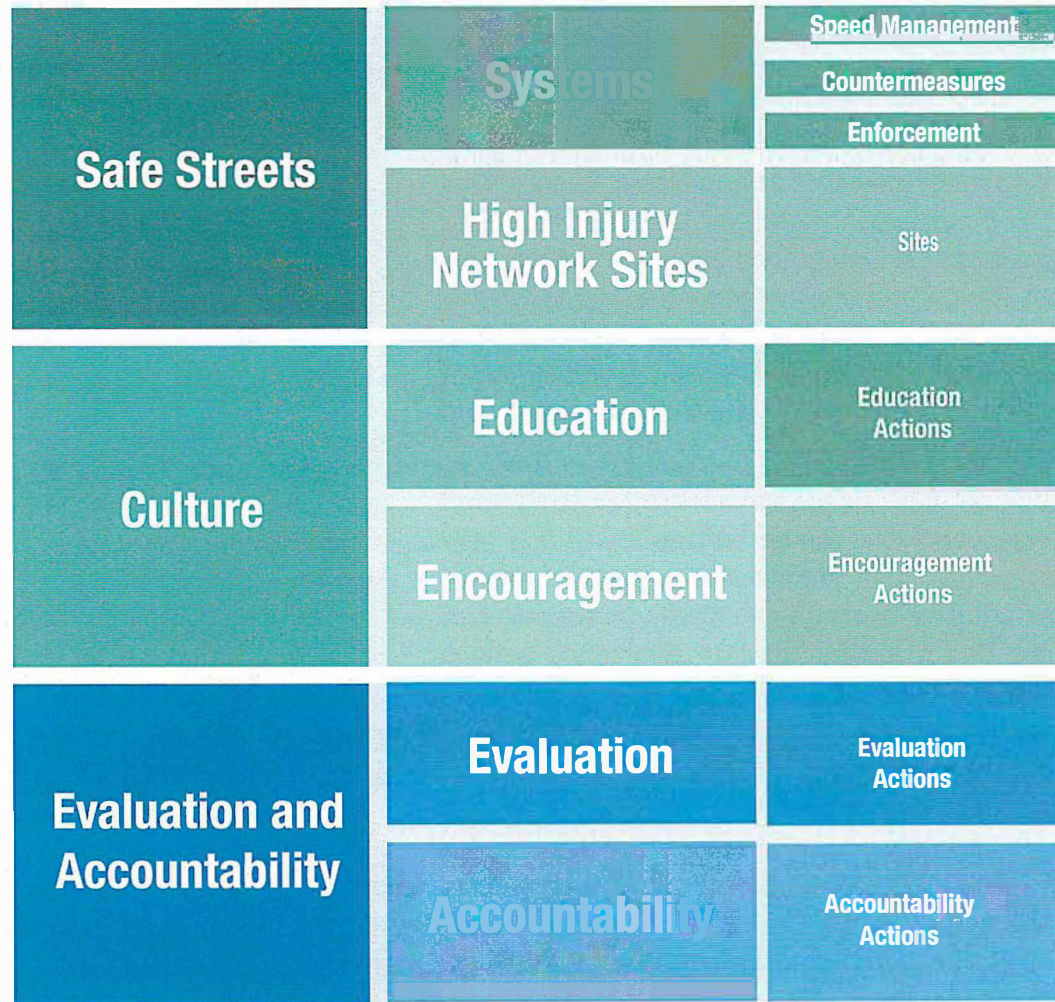 Safe Streets
Systems
Speed Management
Countermeasures
Enforcement
High Injury
Network Sites
Sites
Culture
Education
Education
Actions
Encouragement
Encouragement
Actions
Evaluation and
Accountability
Evaluation
Evaluation
Actions
Accountability
Accountability
Actions